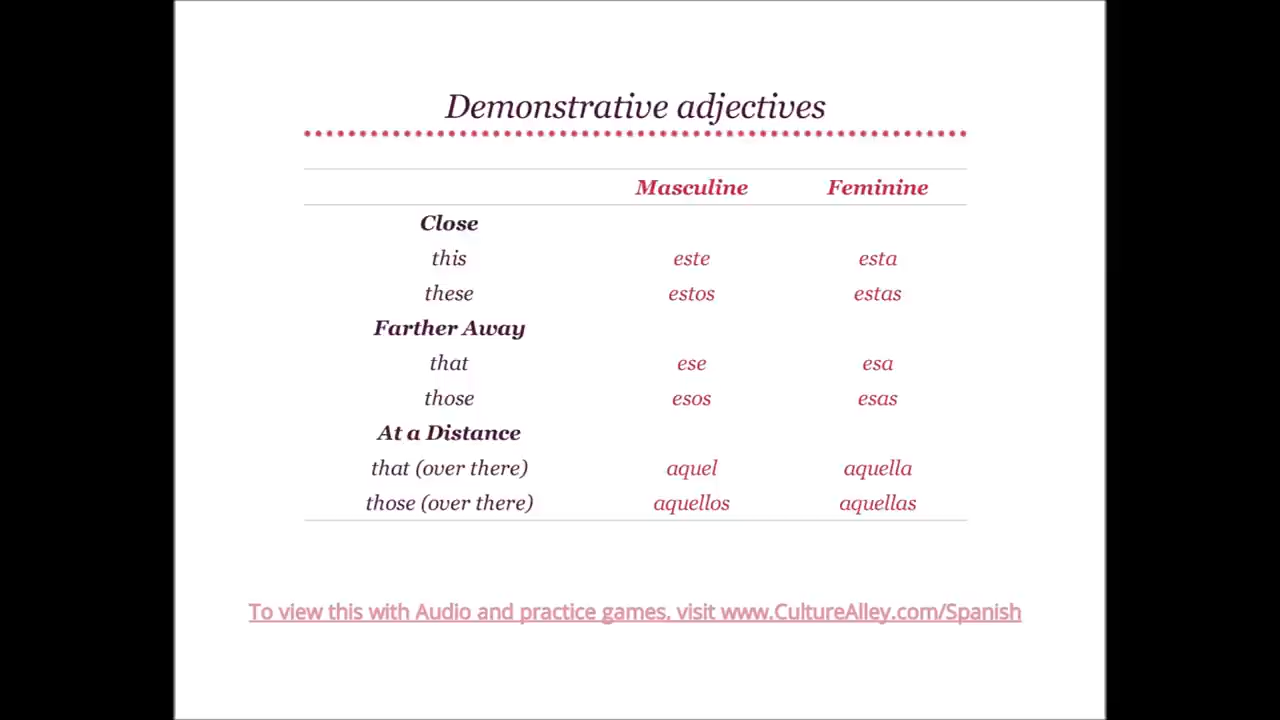 Demonstrative adjectives
Masculine Feminine
Close
this este esta
these estos estas
Farther Away
that ese esa
those esos esas
At a Distance
that (over there) aquel aquella
those (over there) aquellos aquellas
To view this with Audio and practice games, visit www.CultureAlley.com/Spanish